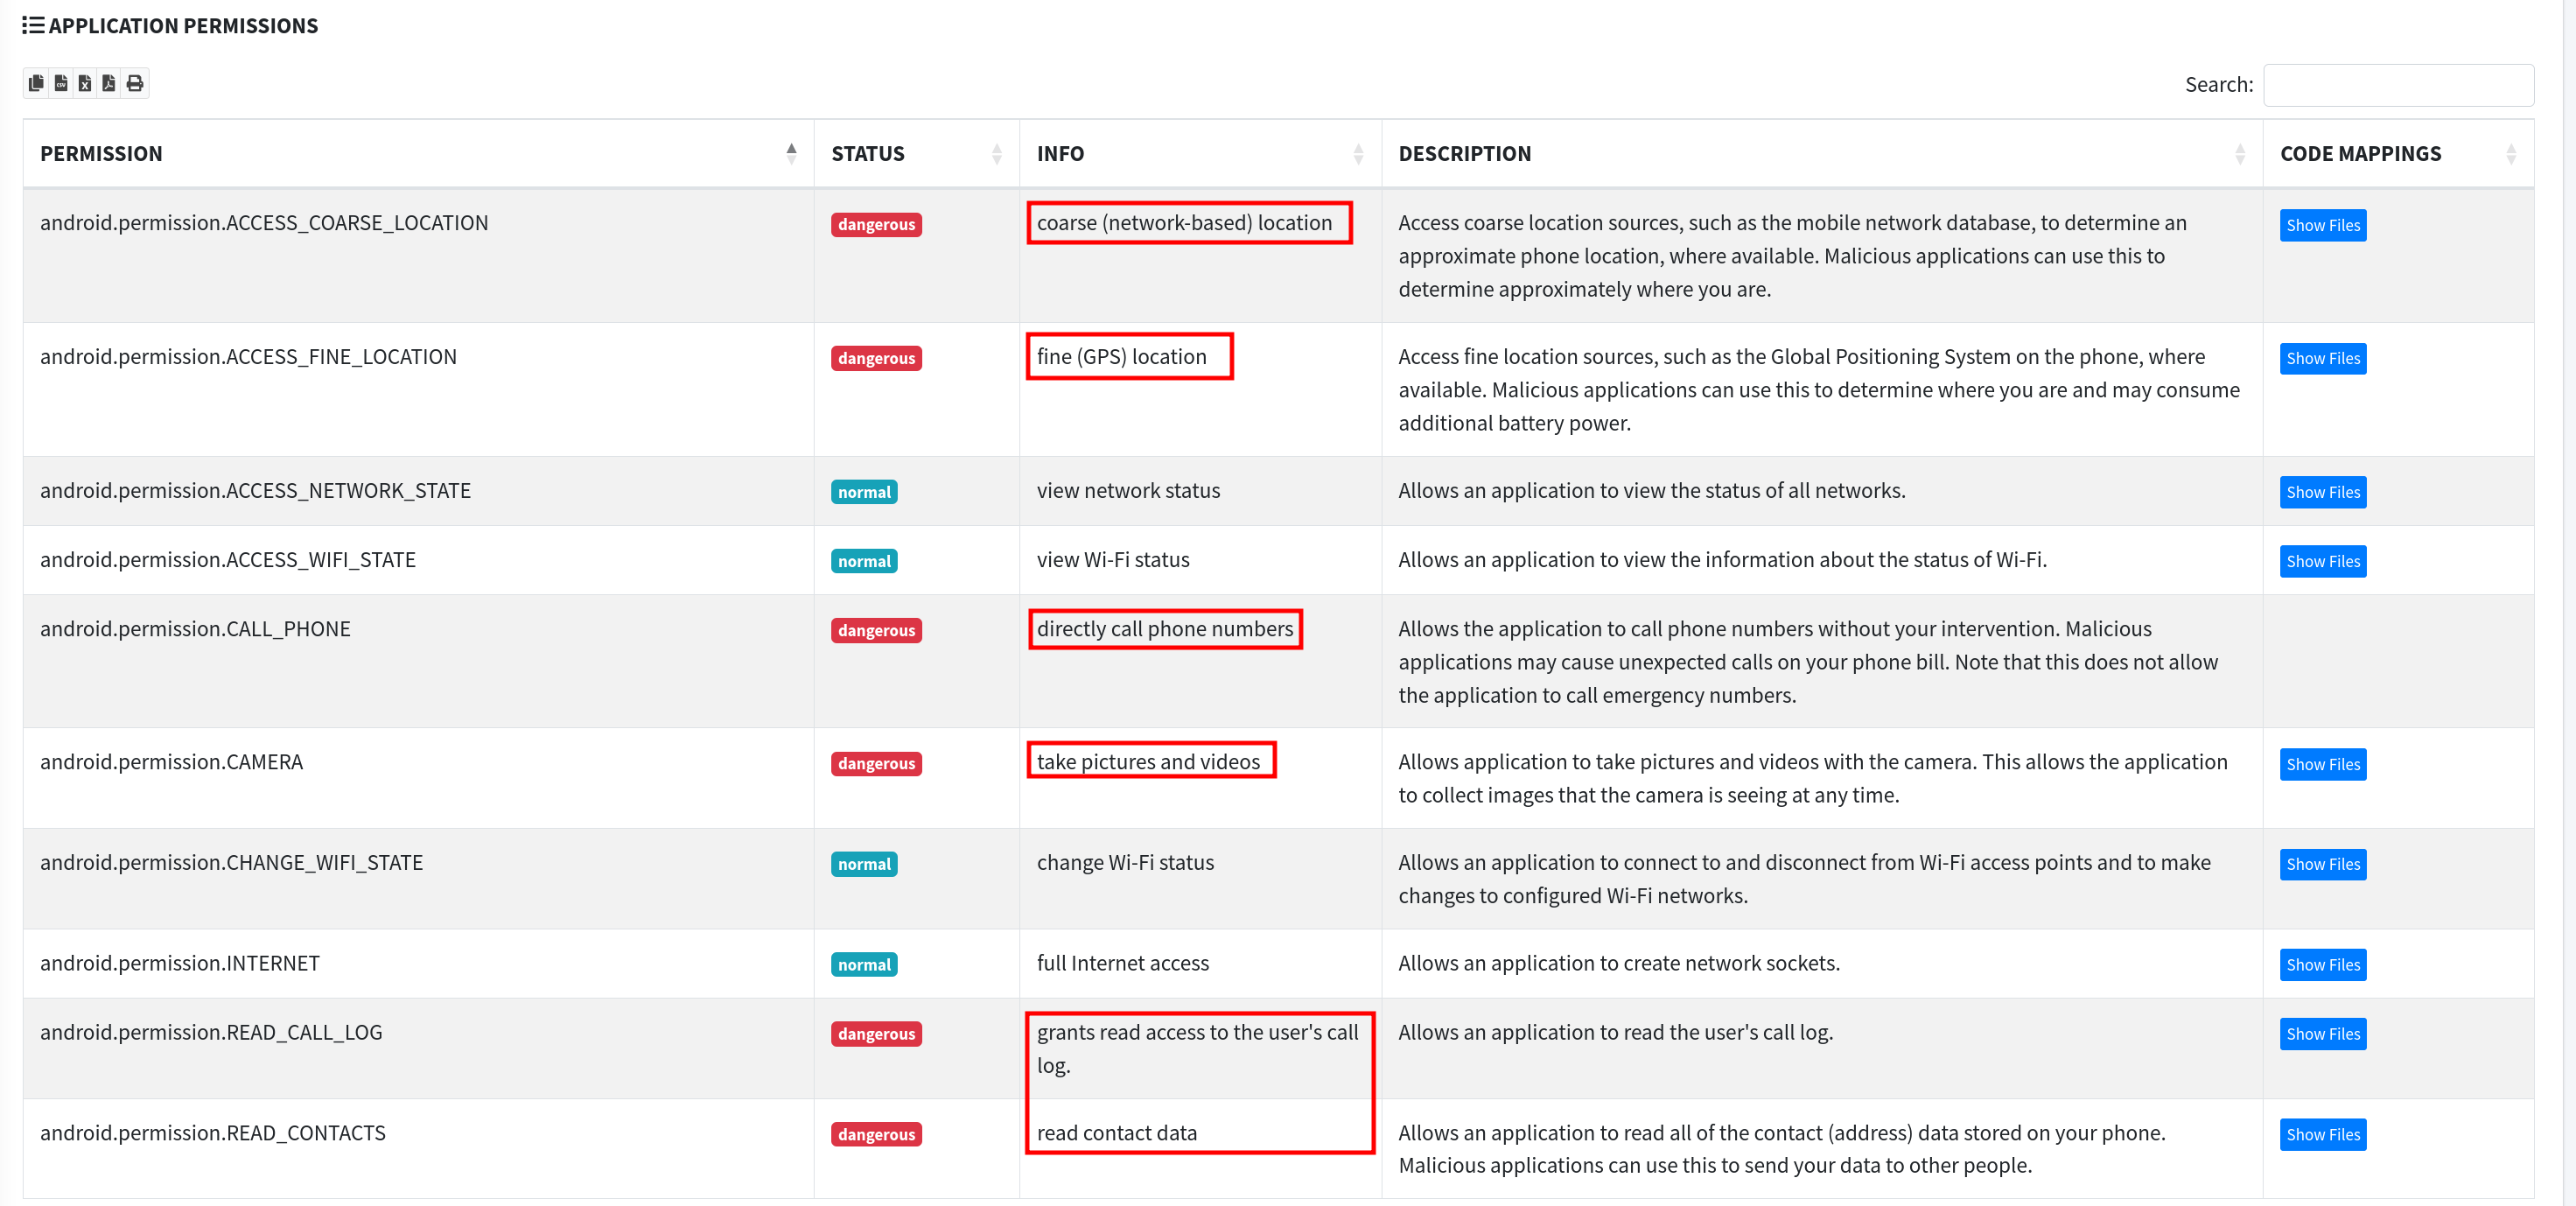 APPLICATION PERMISSIONS
Search:
PERMISSION STATUS INFO DESCRIPTION CODE MAPPINGS
android.permission.ACCESS_COARSE_LOCATION dangerous coarse (network-based) location Access coarse location sources, such as the mobile network database, to determine an Show Files
approximate phone location, where available. Malicious applications can use this to
determine approximately where you are.
android.permission.ACCESS_FINE_LOCATION dangerous fine (GPS) location Access fine location sources, such as the Global Positioning System on the phone, where Show Files
available. Malicious applications can use this to determine where you are and may consume
additional battery power.
android.permission.ACCESS_NETWORK_STATE normal view network status Allows an application to view the status of all networks. Show Files
android.permission.ACCESS_WIFI_STATE normal view Wi-Fi status Allows an application to view the information about the status of Wi-Fi. Show Files
android.permission.CALL_PHONE dangerous directly call phone numbers Allows the application to call phone numbers without your intervention. Malicious
applications may cause unexpected calls on your phone bill. Note that this does not allow
the application to call emergency numbers.
android.permission.CAMERA dangerous take pictures and videos Allows application to take pictures and videos with the camera. This allows the application Show Files
to collect images that the camera is seeing at any time.
android.permission.CHANGE_WIFI_STATE normal change Wi-Fi status Allows an application to connect to and disconnect from Wi-Fi access points and to make Show Files
changes to configured Wi-Fi networks.
android.permission.INTERNET normal full Internet access Allows an application to create network sockets. Show Files
android.permission.READ_CALL_LOG dangerous grants read access to the user's call Allows an application to read the user's call log. Show Files
log.
android.permission.READ_CONTACTS dangerous read contact data Allows an application to read all of the contact (address) data stored on your phone. Show Files
Malicious applications can use this to send your data to other people.